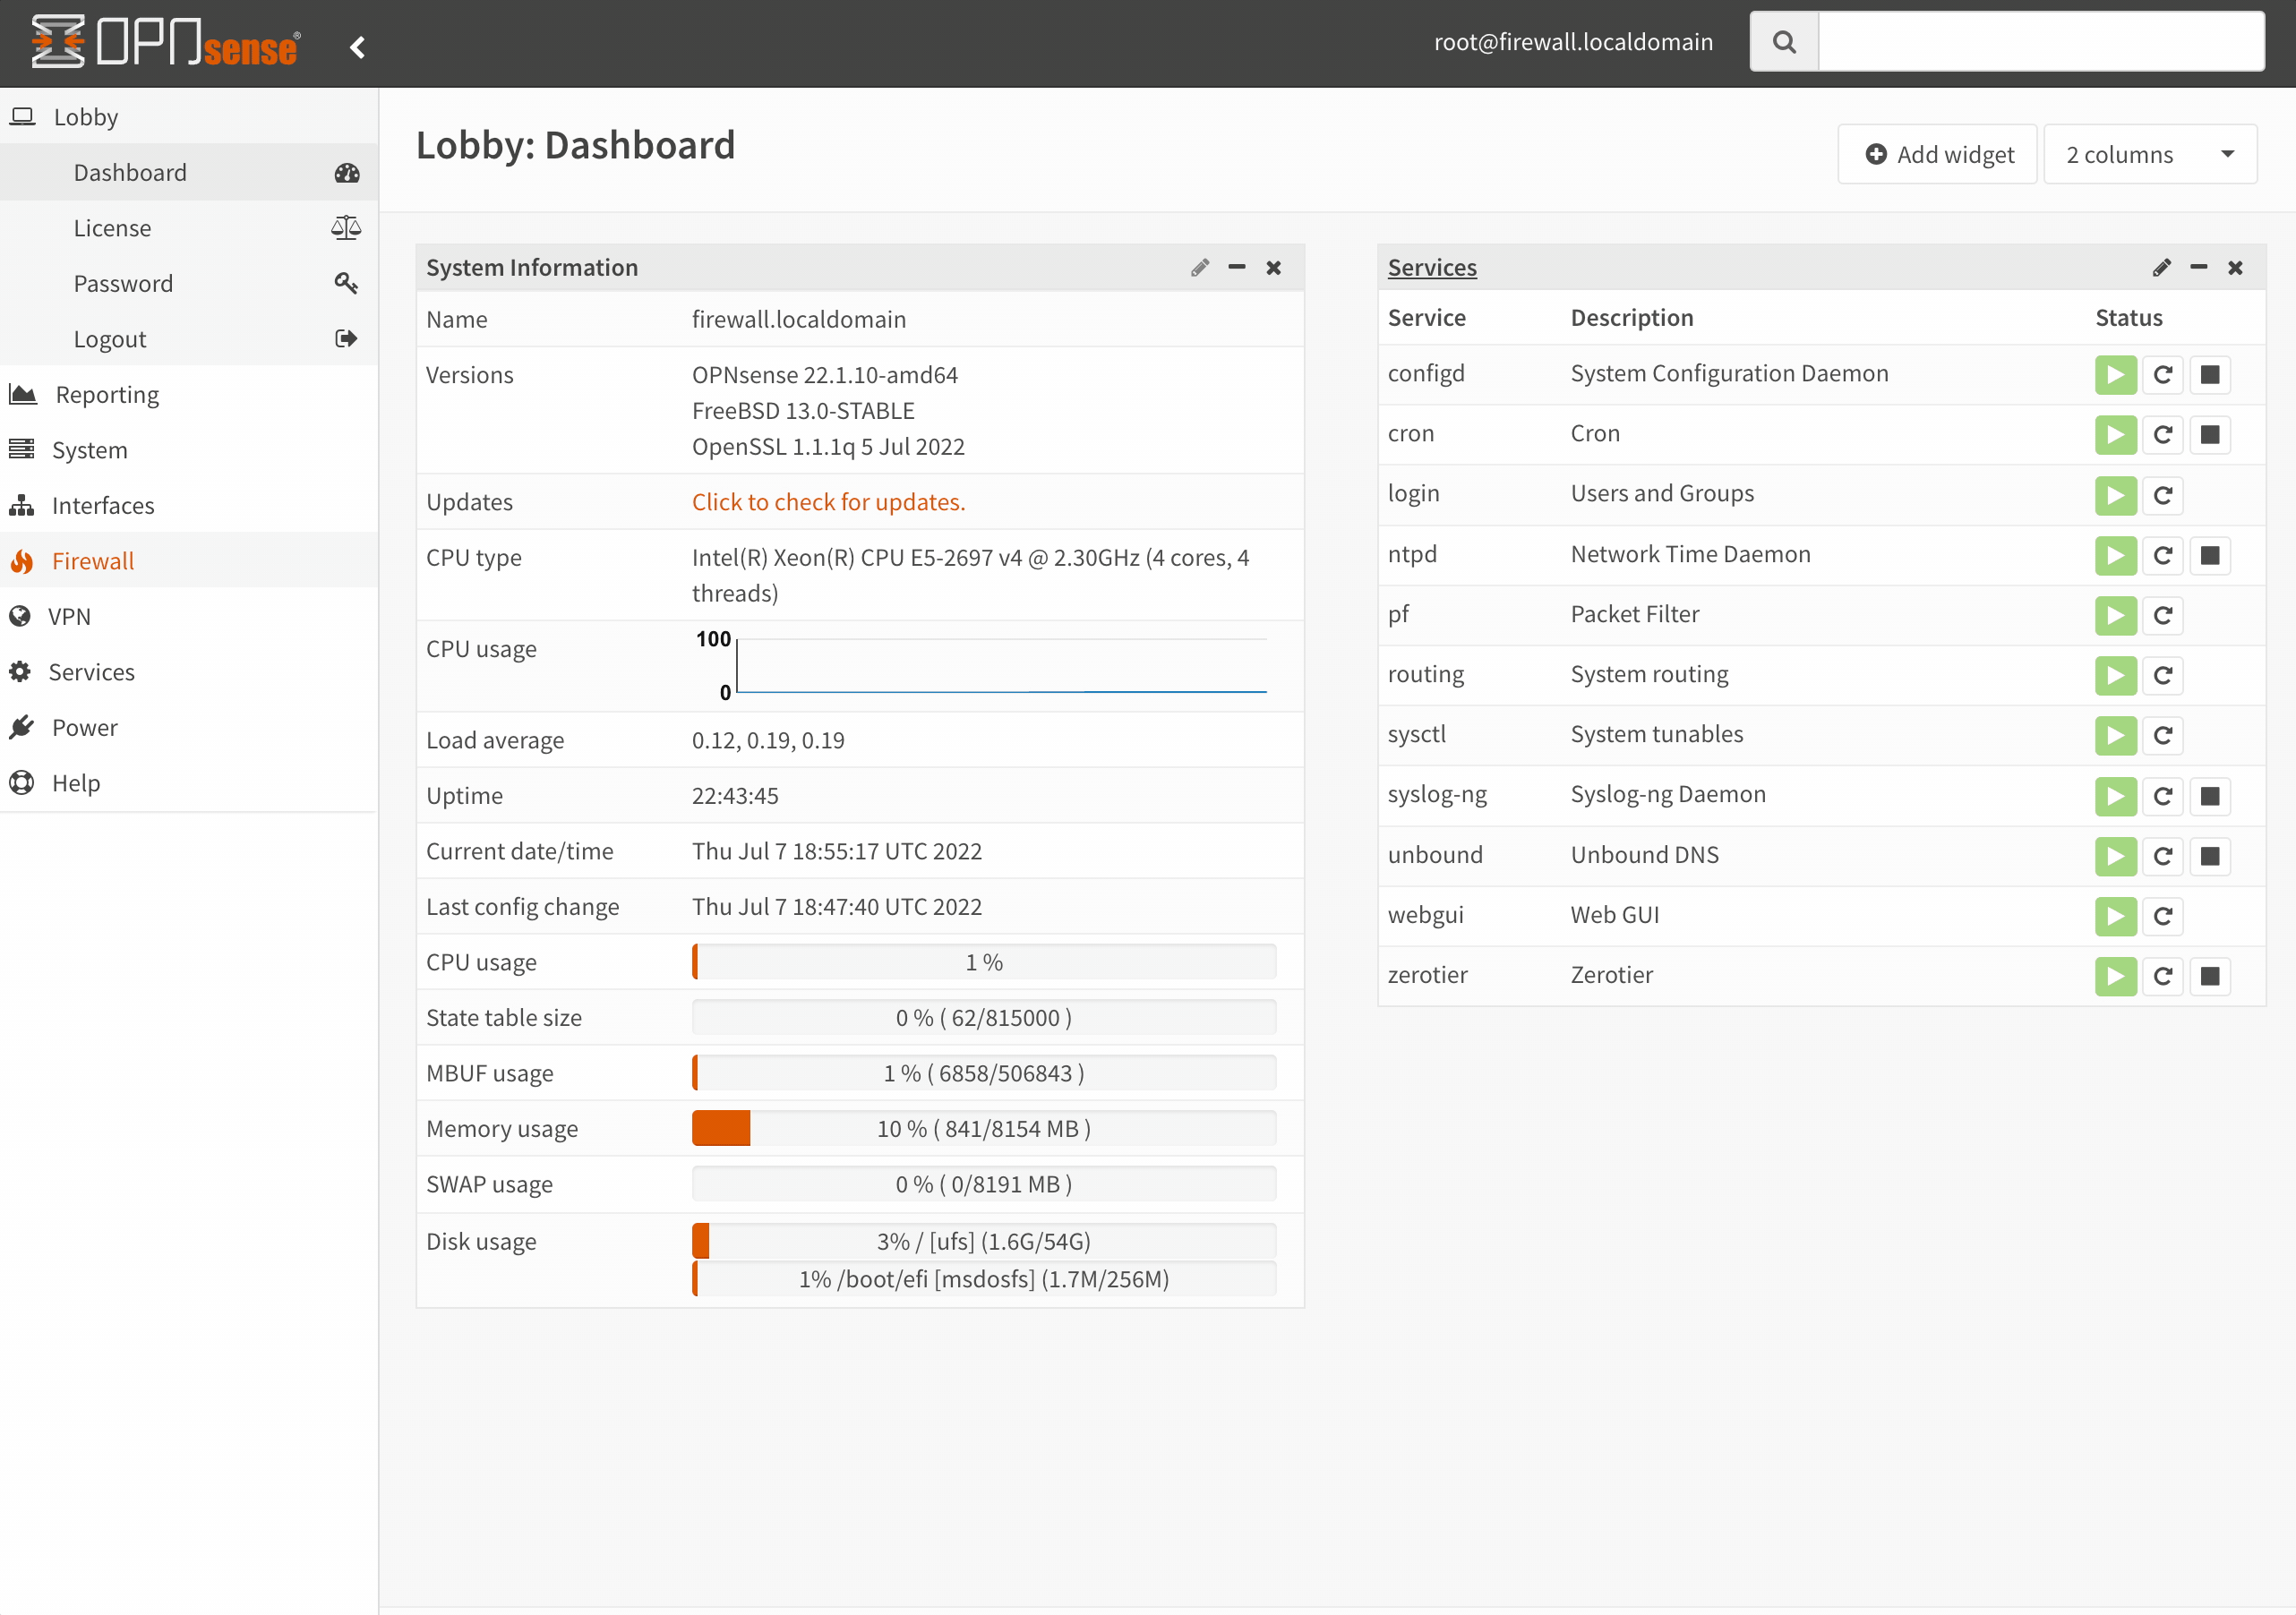 OPNsense®
root@firewall.localdomain
Lobby
Dashboard
License
Password
Logout
Reporting
System
Interfaces
Firewall
VPN
Services
Power
Help
Lobby: Dashboard
Add widget
2 columns
System Information
Name firewall.localdomain
Versions OPNsense 22.1.10-amd64
FreeBSD 13.0-STABLE
OpenSSL 1.1.1q 5 Jul 2022
Updates Click to check for updates.
CPU type Intel(R) Xeon(R) CPU E5-2697 v4 @ 2.30GHz (4 cores, 4
threads)
CPU usage 100
0
Load average 0.12, 0.19, 0.19
Uptime 22:43:45
Current date/time Thu Jul 7 18:55:17 UTC 2022
Last config change Thu Jul 7 18:47:40 UTC 2022
CPU usage 1 %
State table size 0 % ( 62/815000 )
MBUF usage 1 % ( 6858/506843 )
Memory usage 10 % ( 841/8154 MB )
SWAP usage 0 % ( 0/8191 MB )
Disk usage 3% / [ufs] (1.6G/54G)
1% /boot/efi [msdosfs] (1.7M/256M)
Services
Service Description Status
configd System Configuration Daemon
cron Cron
login Users and Groups
ntpd Network Time Daemon
pf Packet Filter
routing System routing
sysctl System tunables
syslog-ng Syslog-ng Daemon
unbound Unbound DNS
webgui Web GUI
zerotier Zerotier